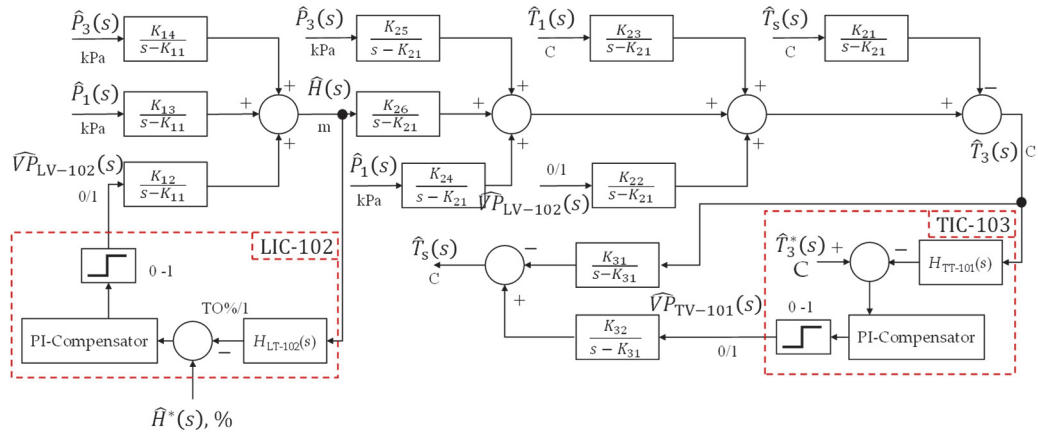 P̂₃(s)
kPa
K₁₄
s−K₁₁
+
P̂₁(s)
kPa
K₁₃
s−K₁₁
+
V̂P̂LV−102(s)
0/1
K₁₂
s−K₁₁
+
Ĥ(s)
m
P̂₃(s)
kPa
K₂₅
s − K₂₁
+
K₂₆
s−K₂₁
+
P̂₁(s)
kPa
K₂₄
s − K₂₁
+
T̂₁(s)
C
K₂₃
s−K₂₁
+
+
V̂P̂LV−102(s)
0/1
K₂₂
s−K₂₁
+
T̂s(s)
C
K₂₁
s−K₂₁
−
+
T̂₃(s)
C
LIC-102
0 -1
PI-Compensator
TO%/1
−
HLT-102(s)
Ĥ*(s), %
T̂s(s)
C
−
K₃₁
s−K₃₁
+
K₃₂
s − K₃₁
V̂P̂TV−101(s)
0/1
TIC-103
T̂₃*(s)
C
+
−
HTT-101(s)
0 -1
PI-Compensator